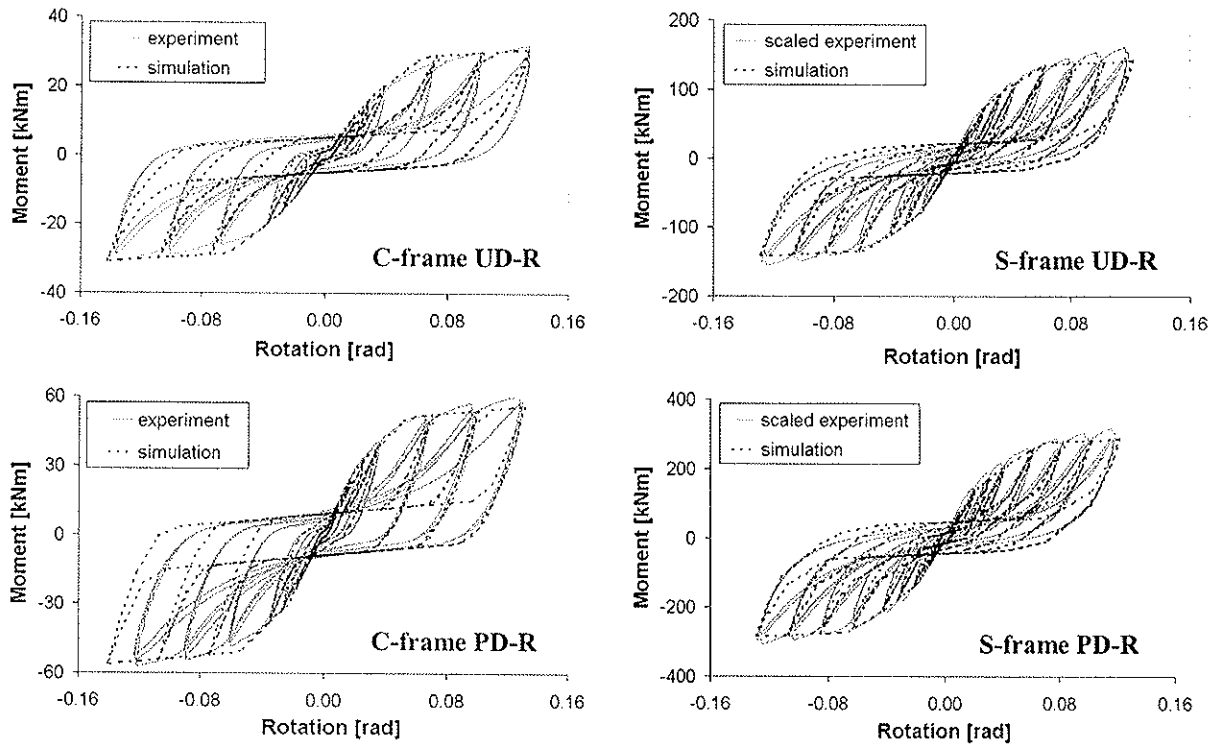 40
20
0
-20
-40
Moment [kNm]
experiment
simulation
C-frame UD-R
-0.16
-0.08
0.00
0.08
0.16
Rotation [rad]
200
100
0
-100
-200
Moment [kNm]
scaled experiment
simulation
S-frame UD-R
-0.16
-0.08
0.00
0.08
0.16
Rotation [rad]
60
30
0
-30
-60
Moment [kNm]
experiment
simulation
C-frame PD-R
-0.16
-0.08
0.00
0.08
0.16
Rotation [rad]
400
200
0
-200
-400
Moment [kNm]
scaled experiment
simulation
S-frame PD-R
-0.16
-0.08
0.00
0.08
0.16
Rotation [rad]